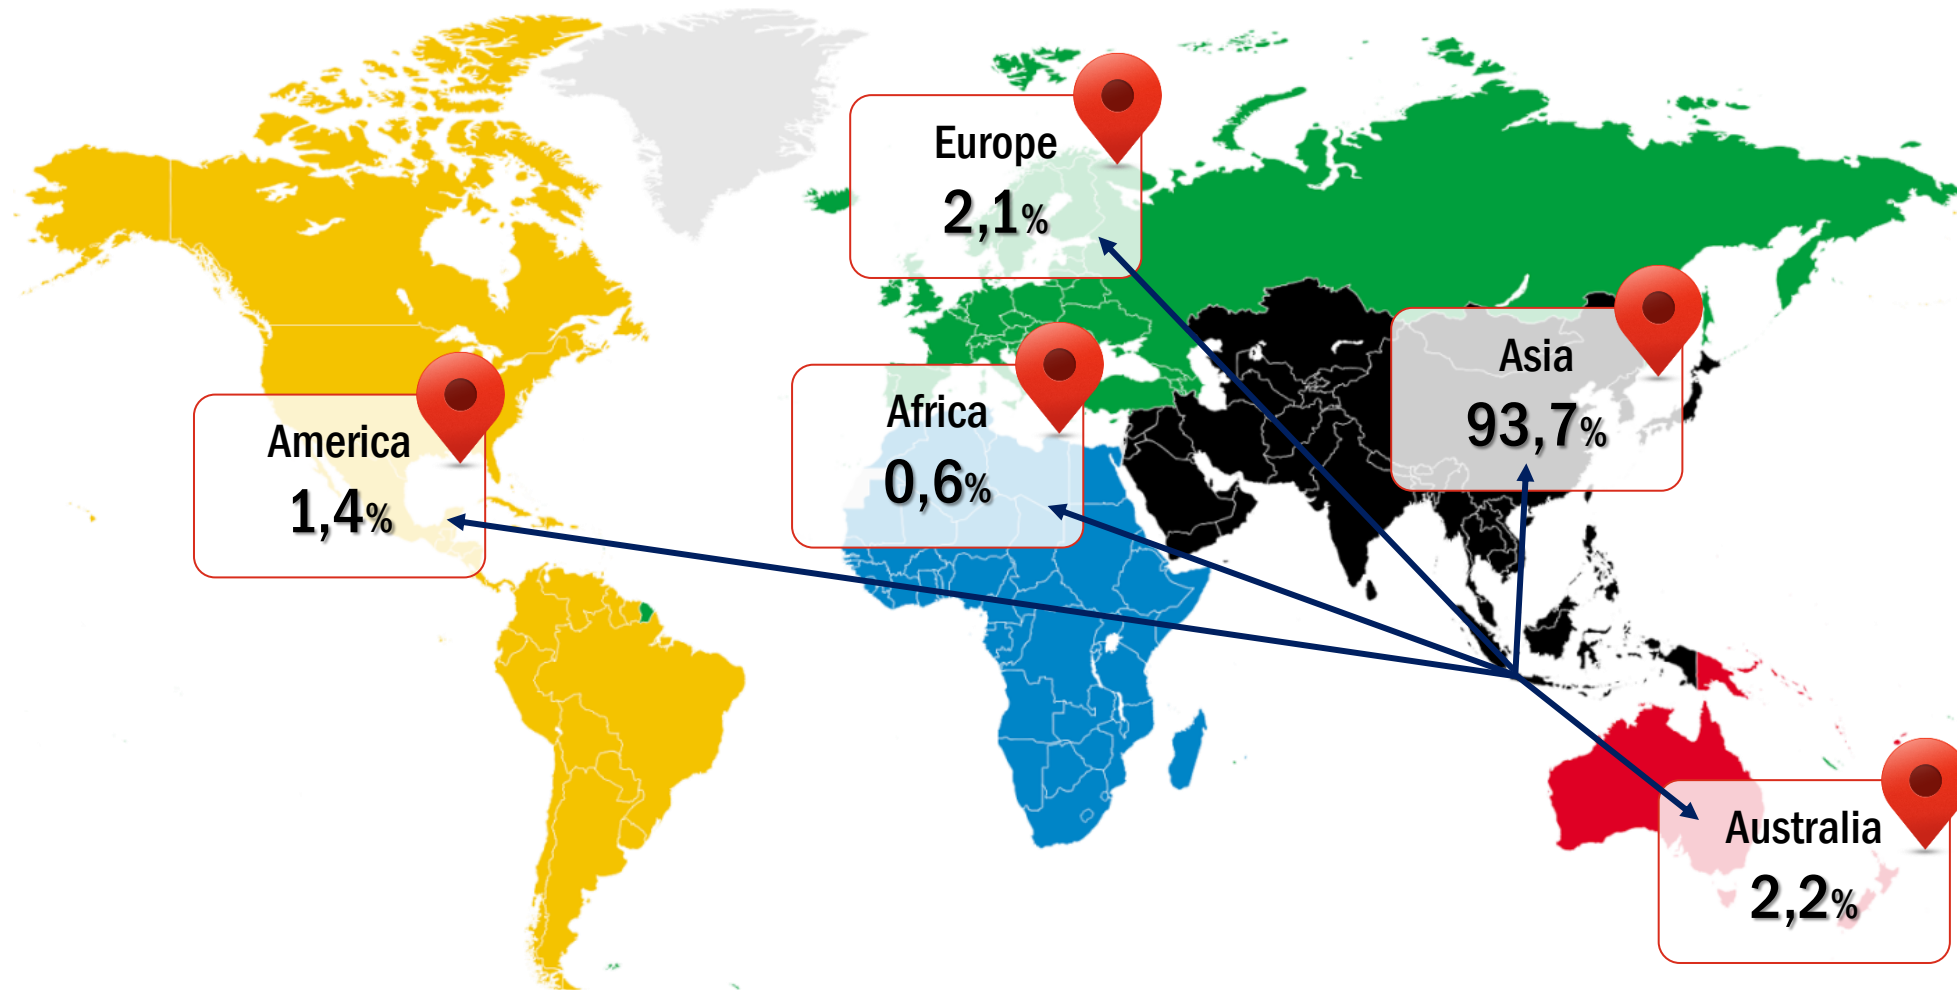 Europe
2,1%
Asia
93,7%
Africa
0,6%
America
1,4%
Australia
2,2%